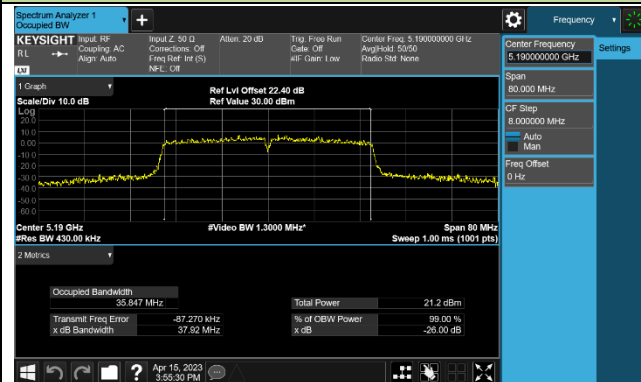 Spectrum Analyzer 1
Occupied BW
Frequency
KEYSIGHT
RL
Input: RF
Coupling: AC
Align: Auto
Input Z: 50 Ω
Corrections: Off
Freq Ref: Int (S)
NFE: Off
Atten: 20 dB
Trig: Free Run
Gate: Off
#IF Gain: Low
Center Freq: 5.190000000 GHz
Avg|Hold: 50/50
Radio Std: None
LXI
Center Frequency
5.190000000 GHz
Settings
Span
80.000 MHz
CF Step
8.000000 MHz
Auto
Man
Freq Offset
0 Hz
1 Graph
Scale/Div 10.0 dB
Ref Lvl Offset 22.40 dB
Ref Value 30.00 dBm
Log
20.0
10.0
0.00
-10.0
-20.0
-30.0
-40.0
-50.0
-60.0
Center 5.19 GHz
#Res BW 430.00 kHz
#Video BW 1.3000 MHz*
Span 80 MHz
Sweep 1.00 ms (1001 pts)
2 Metrics
Occupied Bandwidth
35.847 MHz
Transmit Freq Error -87.270 kHz
x dB Bandwidth 37.92 MHz
Total Power 21.2 dBm
% of OBW Power 99.00 %
x dB -26.00 dB
Apr 15, 2023
3:55:30 PM